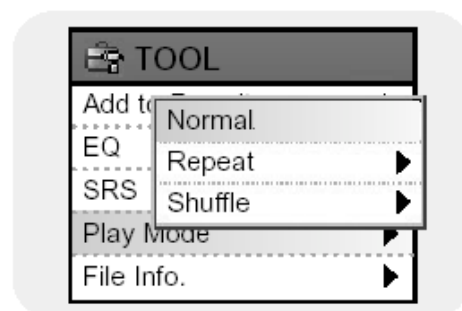 TOOL
Add to
Normal
EQ
Repeat
SRS
Shuffle
Play Mode
File Info.